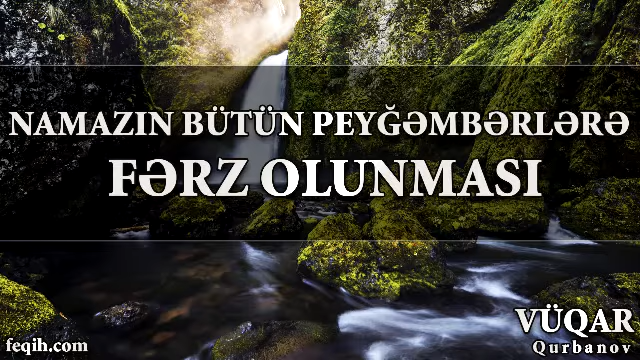 NAMAZIN BÜTÜN PEYĞƏMBƏRLƏRƏ
FƏRZ OLUNMASI
feqih.com
VÜQAR
Qurbanov